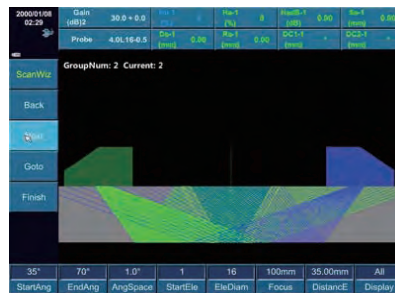 2000/01/08
02:29
Gain
(dB)2
30.0 + 0.0
Ha-1
(%)
0
HadB-1
(dB)
0.00
Sa-1
(mm)
0.00
Probe
4.0L16-0.5
Da-1
(mm)
0.00
Ra-1
(mm)
0.00
DC1-1
(mm)
DC2-1
(mm)
ScanWiz
GroupNum: 2 Current: 2
Back
Goto
Finish
35°
70°
1.0°
1
16
100mm
35.00mm
All
StartAng
EndAng
AngSpace
StartEle
EleDiam
Focus
DistancE
Display